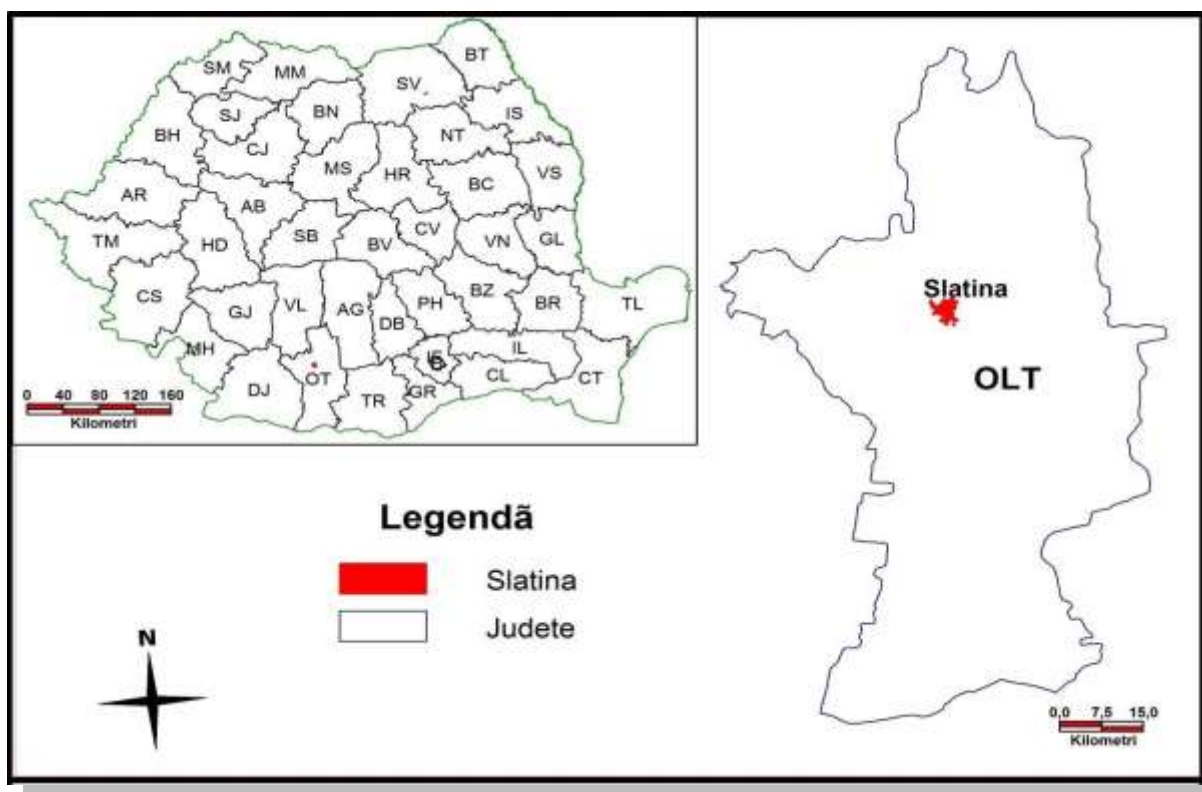 BT
SM
MM
SV
SJ
BN
IS
BH
NT
CJ
MS
HR
VS
BC
AR
AB
TM
HD
SB
BV
CV
VN
GL
CS
GJ
VL
AG
DB
PH
BZ
BR
TL
MH
IL
OT
DJ
TR
GR
CL
CT
0 40 80 120 160
Kilometri
Slatina
OLT
0,0 7,5 15,0
Kilometri
Legendã
Slatina
Judete
N